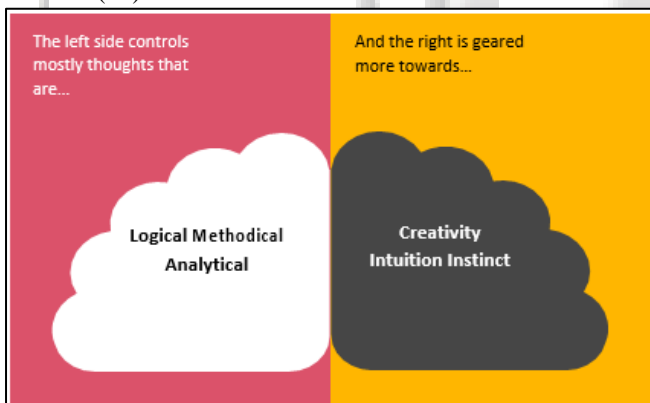 The left side controls
mostly thoughts that
are...
And the right is geared
more towards...
Logical Methodical
Analytical
Creativity
Intuition Instinct